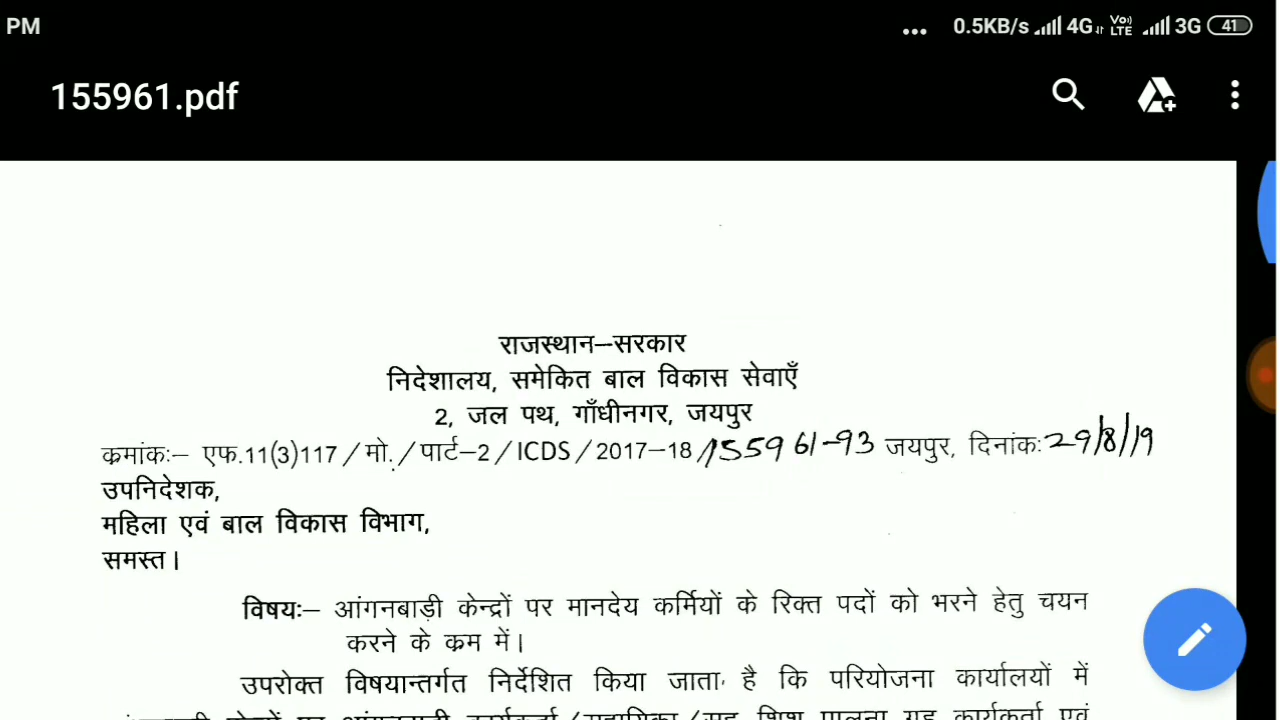 PM ... 0.5KB/s 4G Vo) LTE 3G 41
155961.pdf
राजस्थान–सरकार
निदेशालय, समेकित बाल विकास सेवाएँ
2, जल पथ, गाँधीनगर, जयपुर
क्रमांकः– एफ.11(3)117/मो./पार्ट–2/ICDS/2017–18/155961-93 जयपुर, दिनांकः29/8/19
उपनिदेशक,
महिला एवं बाल विकास विभाग,
समस्त।
विषयः– आंगनबाड़ी केन्द्रों पर मानदेय कर्मियों के रिक्त पदों को भरने हेतु चयन
करने के क्रम में।
उपरोक्त विषयान्तर्गत निर्देशित किया जाता है कि परियोजना कार्यालयों में